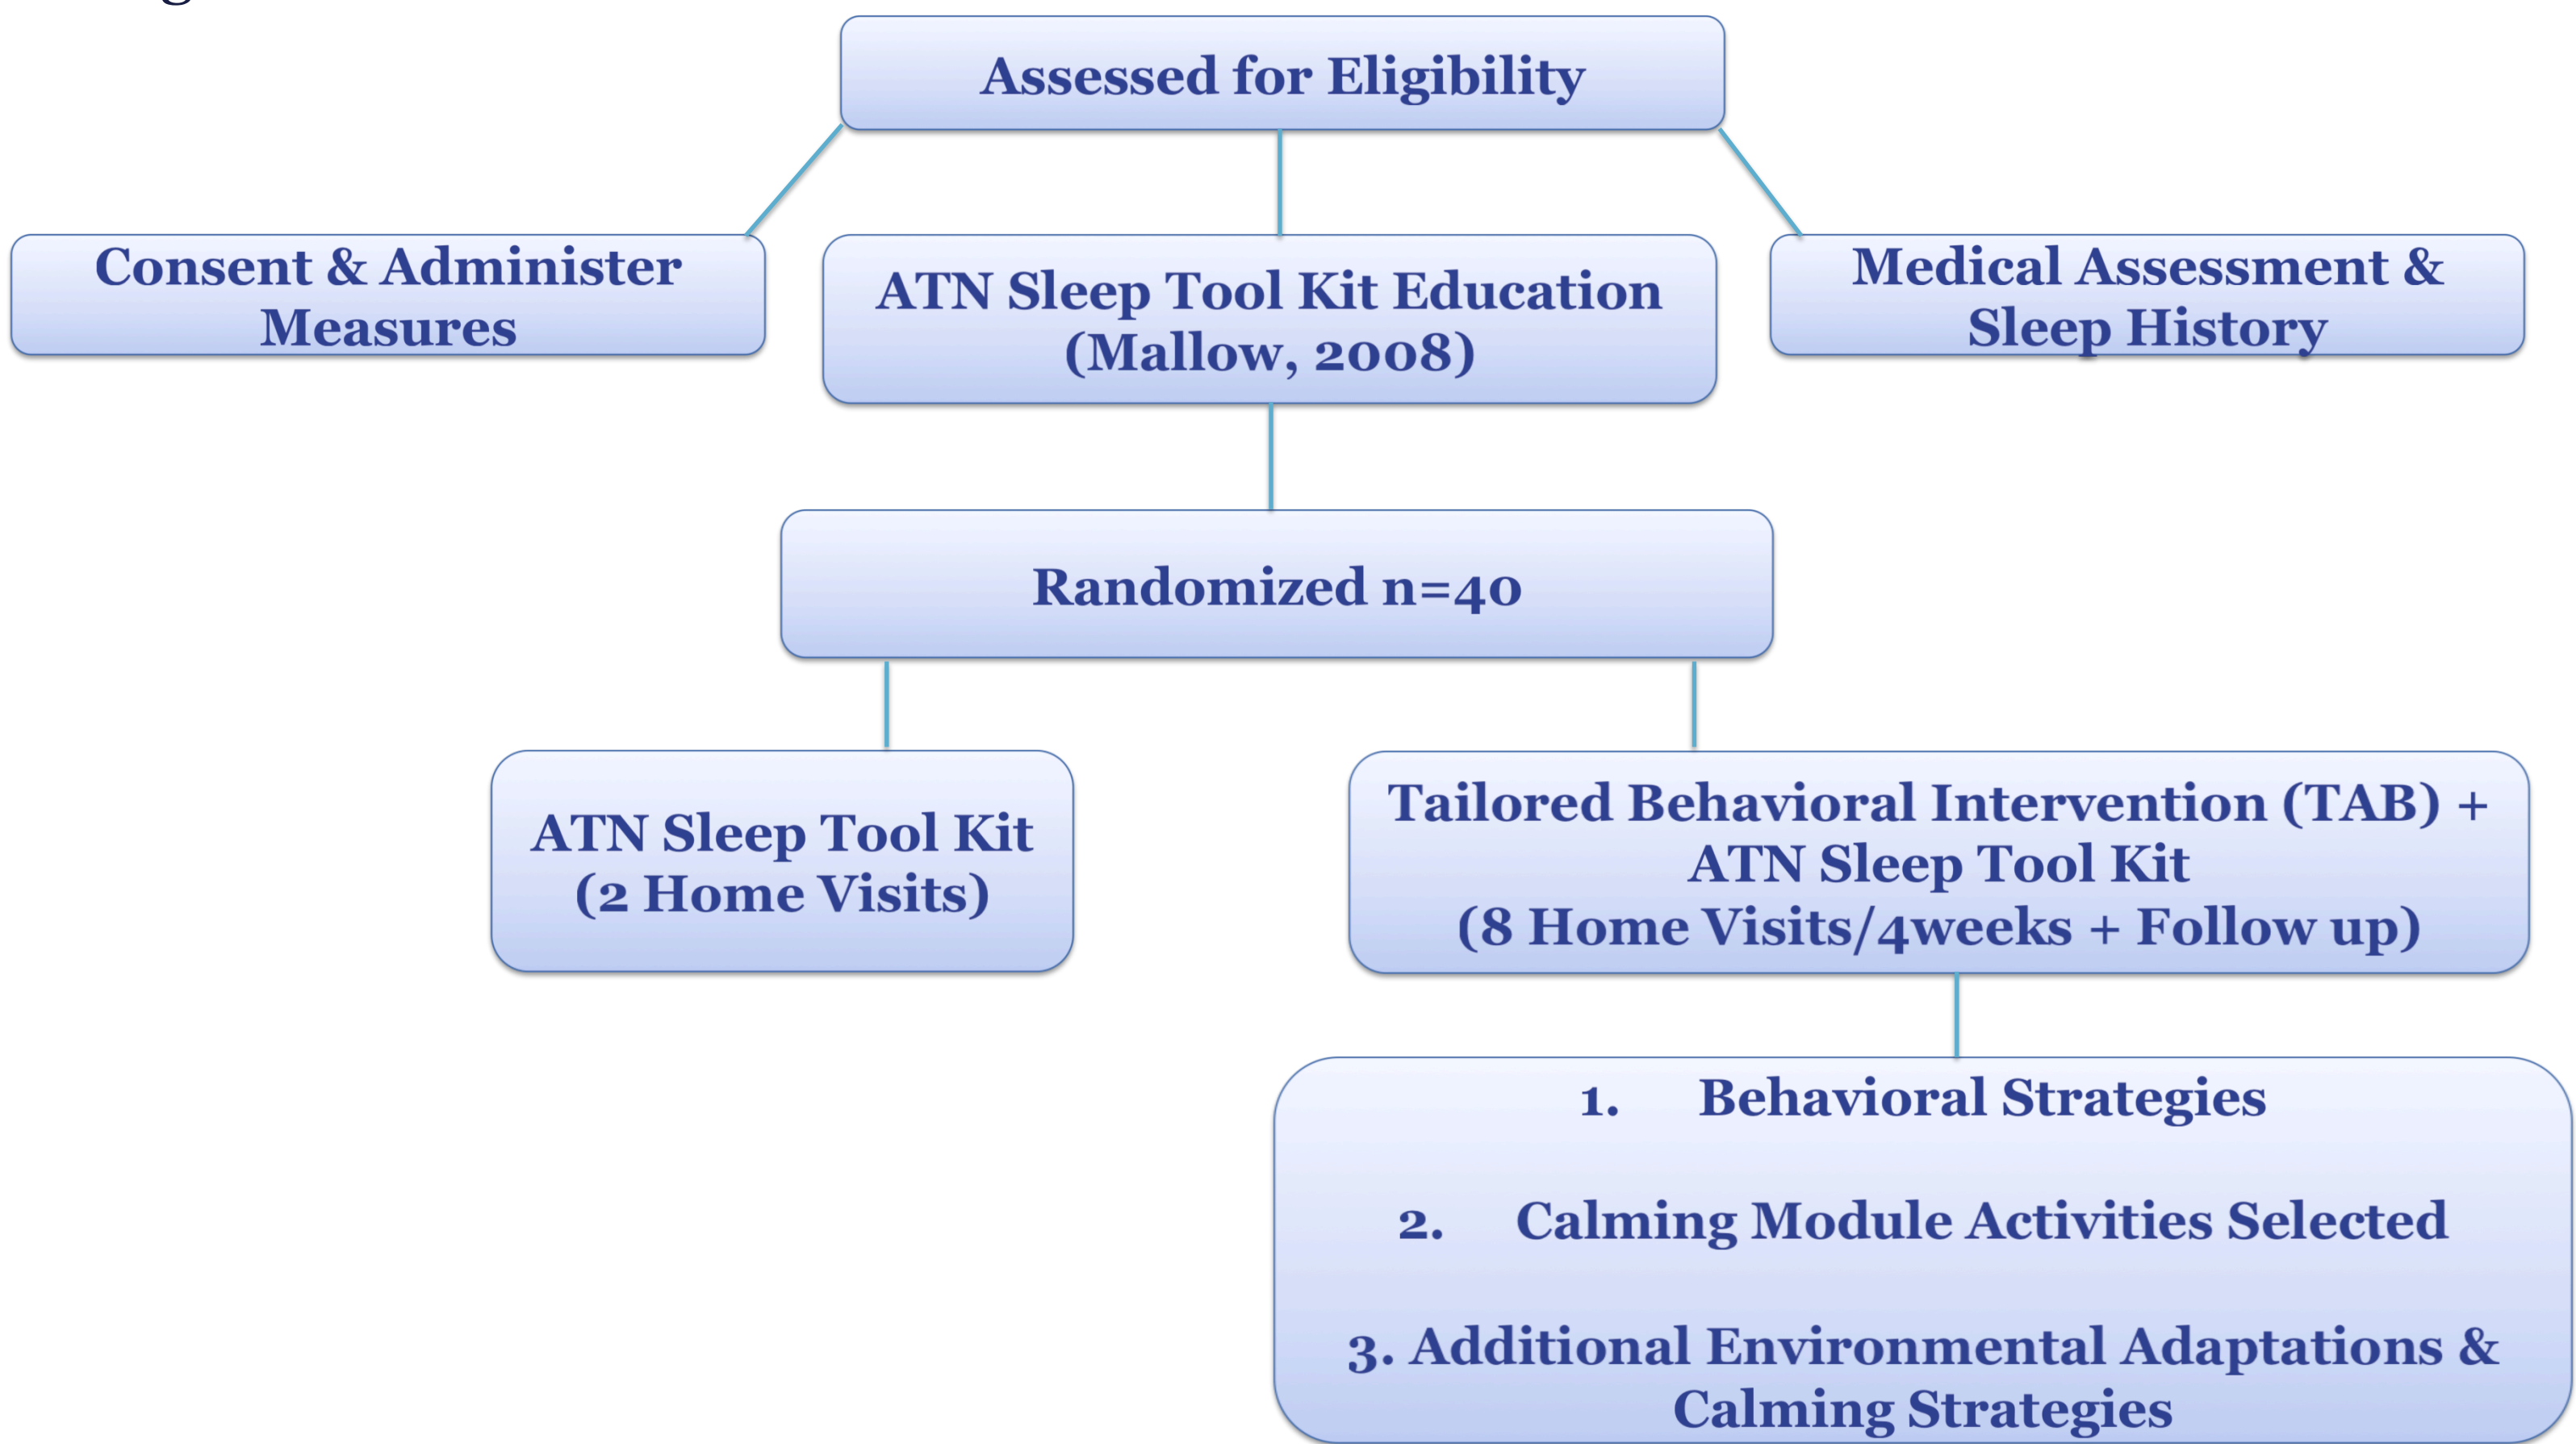 Assessed for Eligibility
Consent & Administer
Measures
ATN Sleep Tool Kit Education
(Mallow, 2008)
Medical Assessment &
Sleep History
Randomized n=40
ATN Sleep Tool Kit
(2 Home Visits)
Tailored Behavioral Intervention (TAB) +
ATN Sleep Tool Kit
(8 Home Visits/4weeks + Follow up)
1. Behavioral Strategies
2. Calming Module Activities Selected
3. Additional Environmental Adaptations &
Calming Strategies